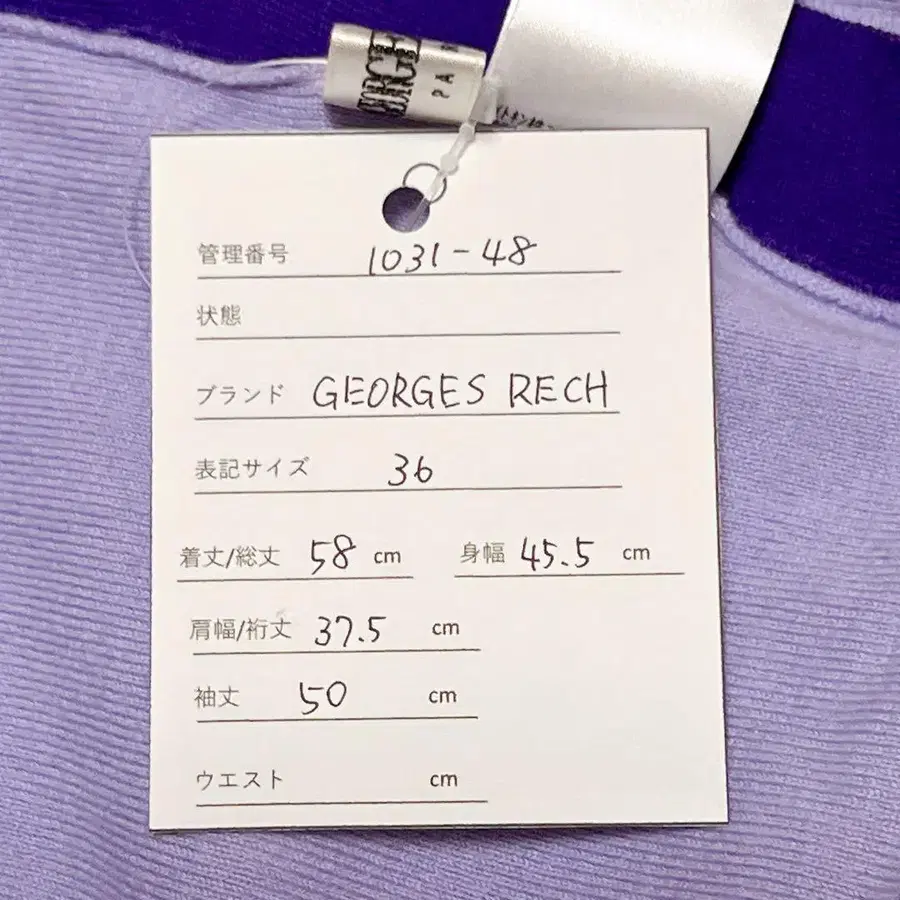 管理番号 1031-48
状態
ブランド GEORGES RECH
表記サイズ 36
着丈/総丈 58 cm 身幅 45.5 cm
肩幅/裄丈 37.5 cm
袖丈 50 cm
ウエスト cm